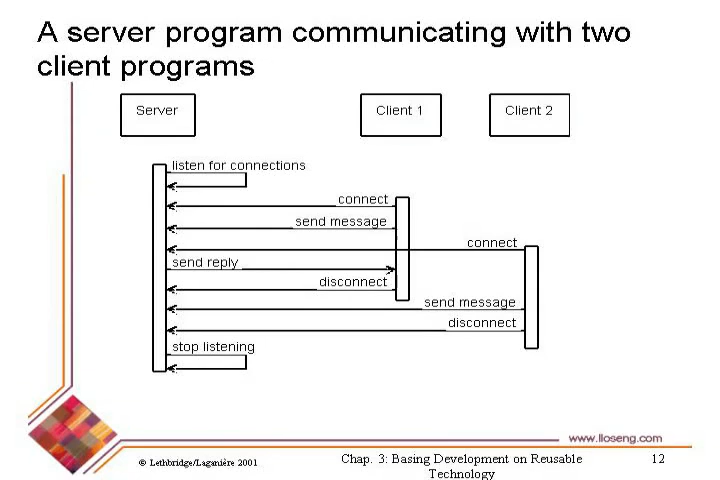 A server program communicating with two
client programs
Server
Client 1
Client 2
listen for connections
connect
send message
connect
send reply
disconnect
send message
disconnect
stop listening
www.lloseng.com
© Lethbridge/Laganière 2001
Chap. 3: Basing Development on Reusable
Technology
12